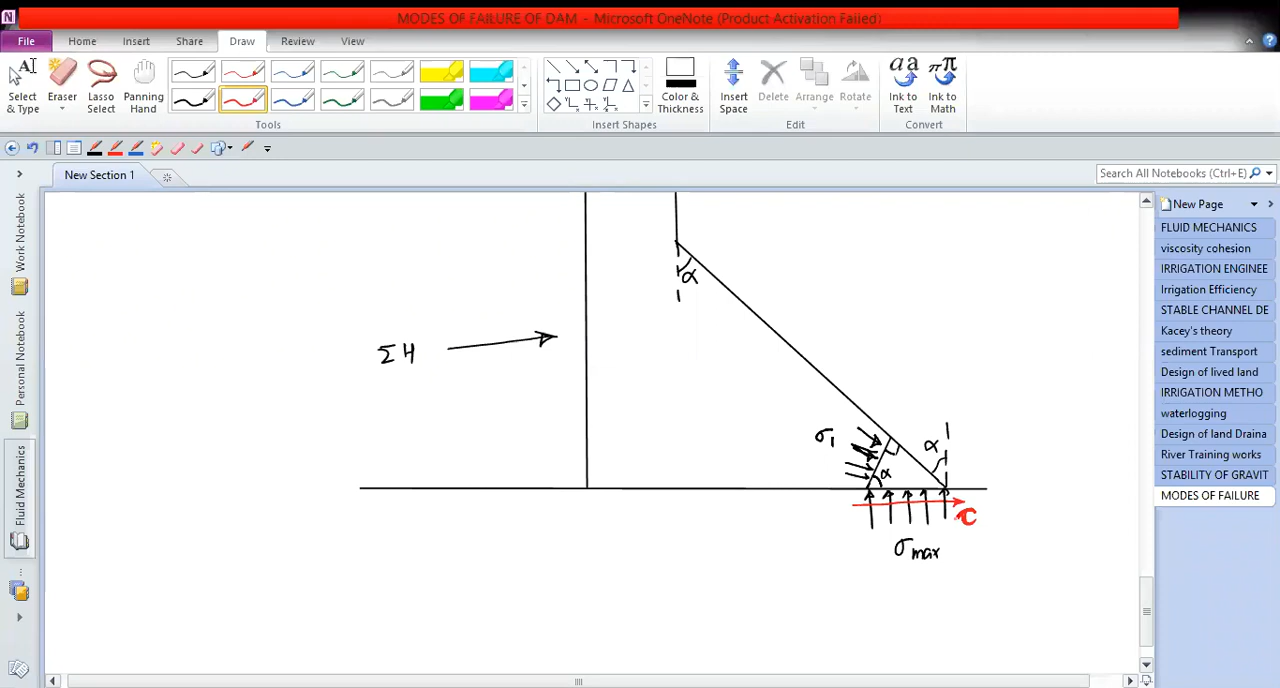 MODES OF FAILURE OF DAM - Microsoft OneNote (Product Activation Failed)
File Home Insert Share Draw Review View
Select & Type
Eraser
Lasso Select
Panning Hand
Color & Thickness
Insert Space
Delete
Arrange
Rotate
Ink to Text
Ink to Math
Tools
Insert Shapes
Edit
Convert
New Section 1
Search All Notebooks (Ctrl+E)
Work Notebook
Personal Notebook
Fluid Mechanics
New Page
FLUID MECHANICS
viscosity cohesion
IRRIGATION ENGINEE
Irrigation Efficiency
STABLE CHANNEL DE
Kacey's theory
sediment Transport
Design of lived land
IRRIGATION METHO
waterlogging
Design of land Draina
River Training works
STABILITY OF GRAVIT
MODES OF FAILURE
α
ΣH
σ1
α
α
τ
σmax